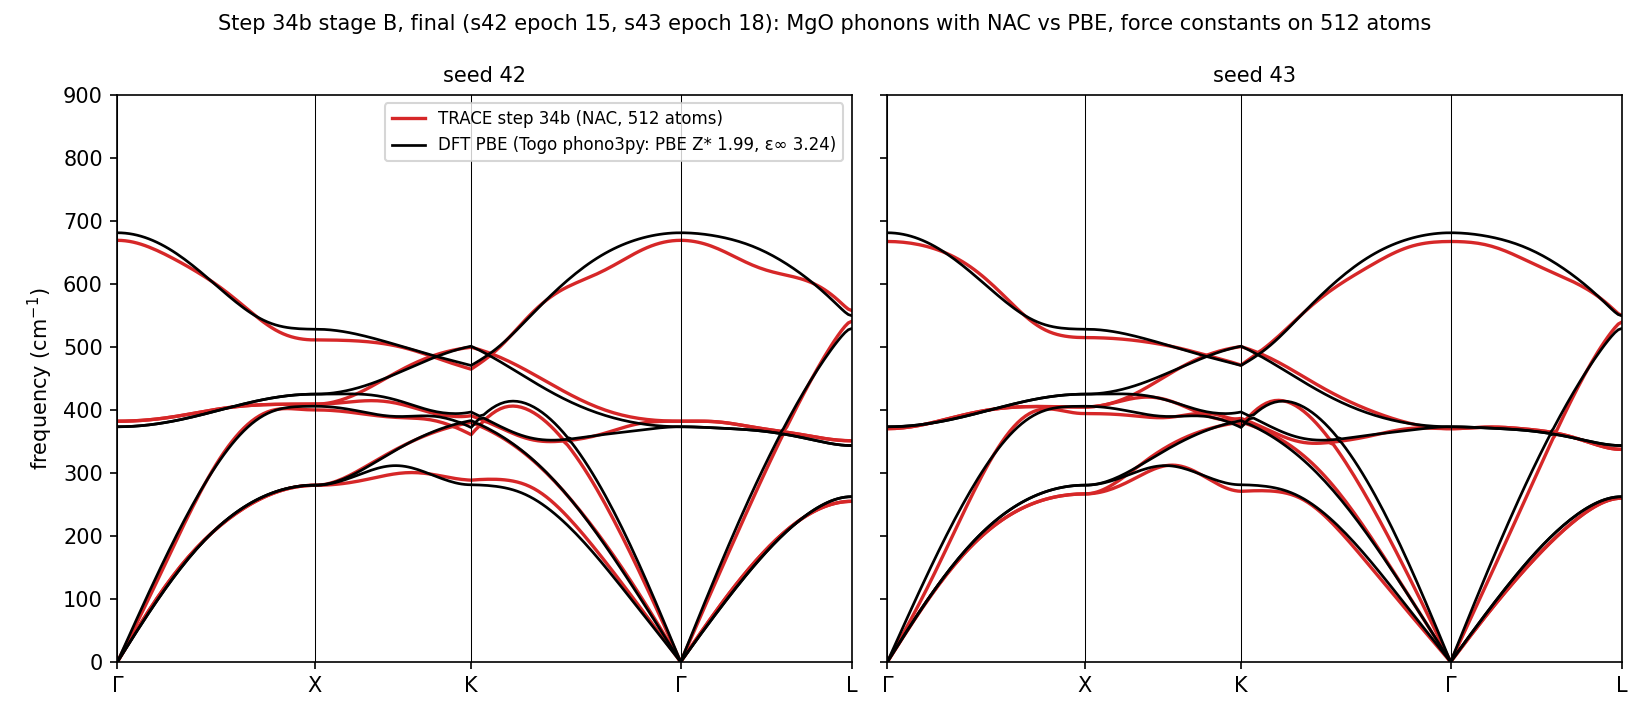 Step 34b stage B, final (s42 epoch 15, s43 epoch 18): MgO phonons with NAC vs PBE, force constants on 512 atoms
seed 42
seed 43
TRACE step 34b (NAC, 512 atoms)
DFT PBE (Togo phono3py: PBE Z* 1.99, ε∞ 3.24)
frequency (cm⁻¹)
900
800
700
600
500
400
300
200
100
0
Γ X K Γ L
Γ X K Γ L